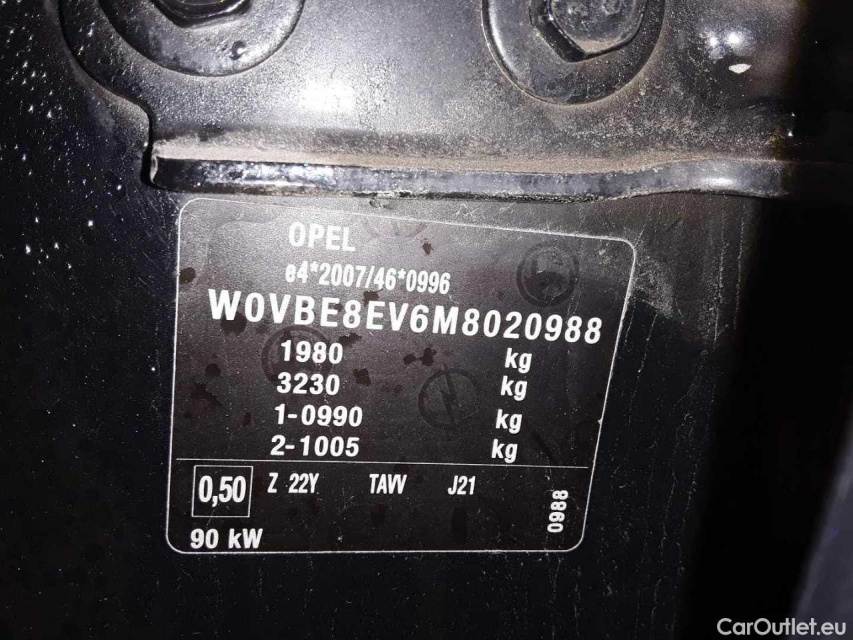 OPEL
e4*2007/46*0996
W0VBE8EV6M8020988
1980 kg
3230 kg
1-0990 kg
2-1005 kg
0,50 Z 22Y TAW J21
0988
90 kW
CarOutlet.eu